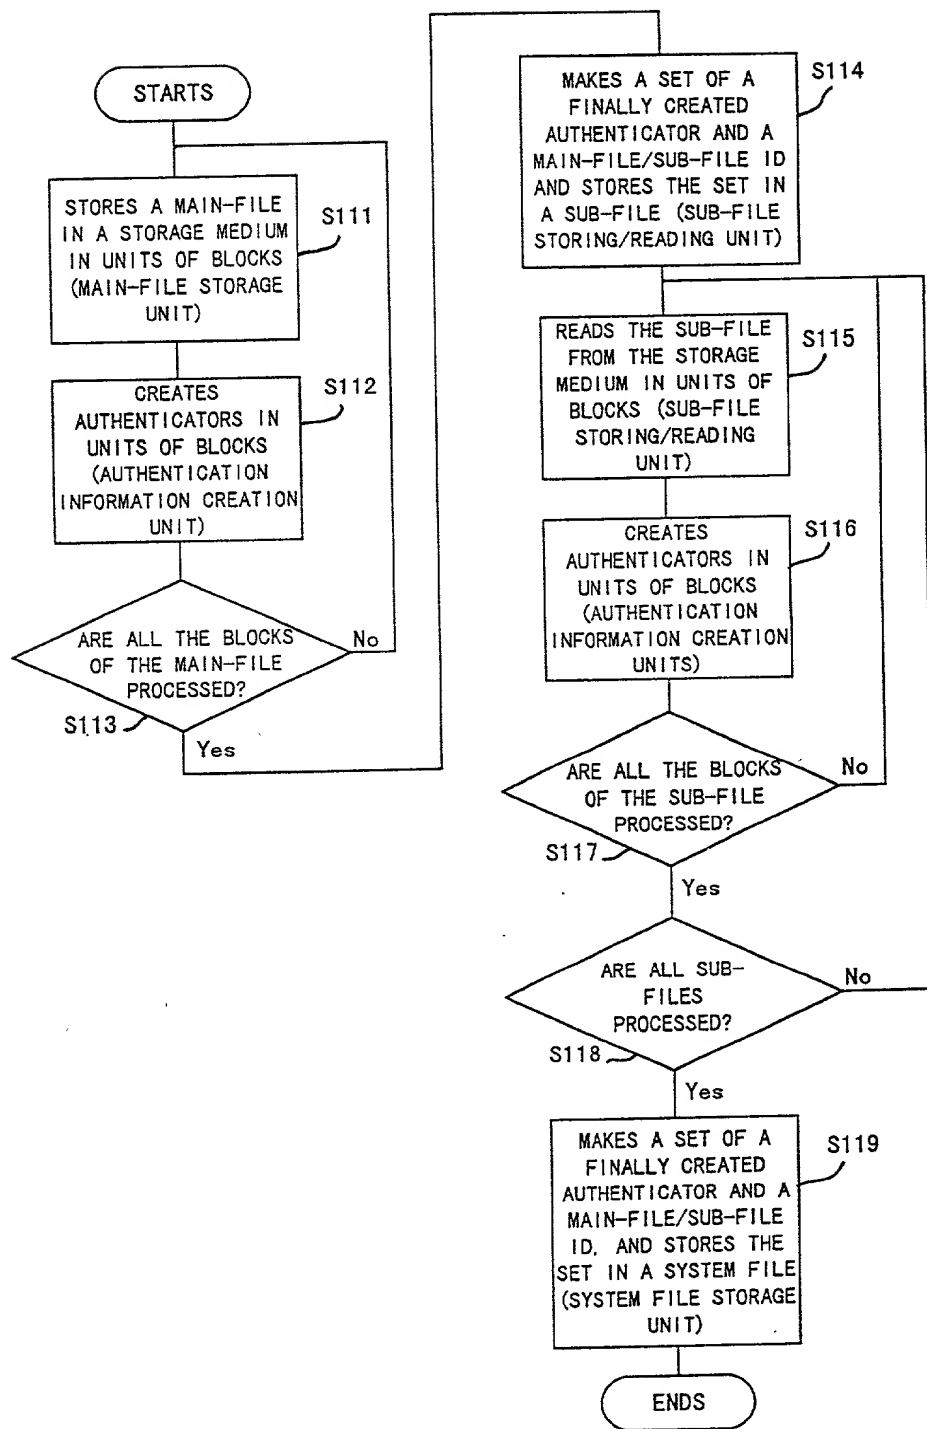 STARTS
STORES A MAIN-FILE
IN A STORAGE MEDIUM
IN UNITS OF BLOCKS
(MAIN-FILE STORAGE
UNIT)
S111
CREATES
AUTHENTICATORS IN
UNITS OF BLOCKS
(AUTHENTICATION
INFORMATION CREATION
UNIT)
S112
ARE ALL THE BLOCKS
OF THE MAIN-FILE
PROCESSED?
No
S113
Yes
MAKES A SET OF A
FINALLY CREATED
AUTHENTICATOR AND A
MAIN-FILE/SUB-FILE ID
AND STORES THE SET IN
A SUB-FILE (SUB-FILE
STORING/READING UNIT)
S114
READS THE SUB-FILE
FROM THE STORAGE
MEDIUM IN UNITS OF
BLOCKS (SUB-FILE
STORING/READING
UNIT)
S115
CREATES
AUTHENTICATORS IN
UNITS OF BLOCKS
(AUTHENTICATION
INFORMATION CREATION
UNITS)
S116
ARE ALL THE BLOCKS
OF THE SUB-FILE
PROCESSED?
No
S117
Yes
ARE ALL SUB-
FILES
PROCESSED?
No
S118
Yes
MAKES A SET OF A
FINALLY CREATED
AUTHENTICATOR AND A
MAIN-FILE/SUB-FILE
ID, AND STORES THE
SET IN A SYSTEM FILE
(SYSTEM FILE STORAGE
UNIT)
S119
ENDS